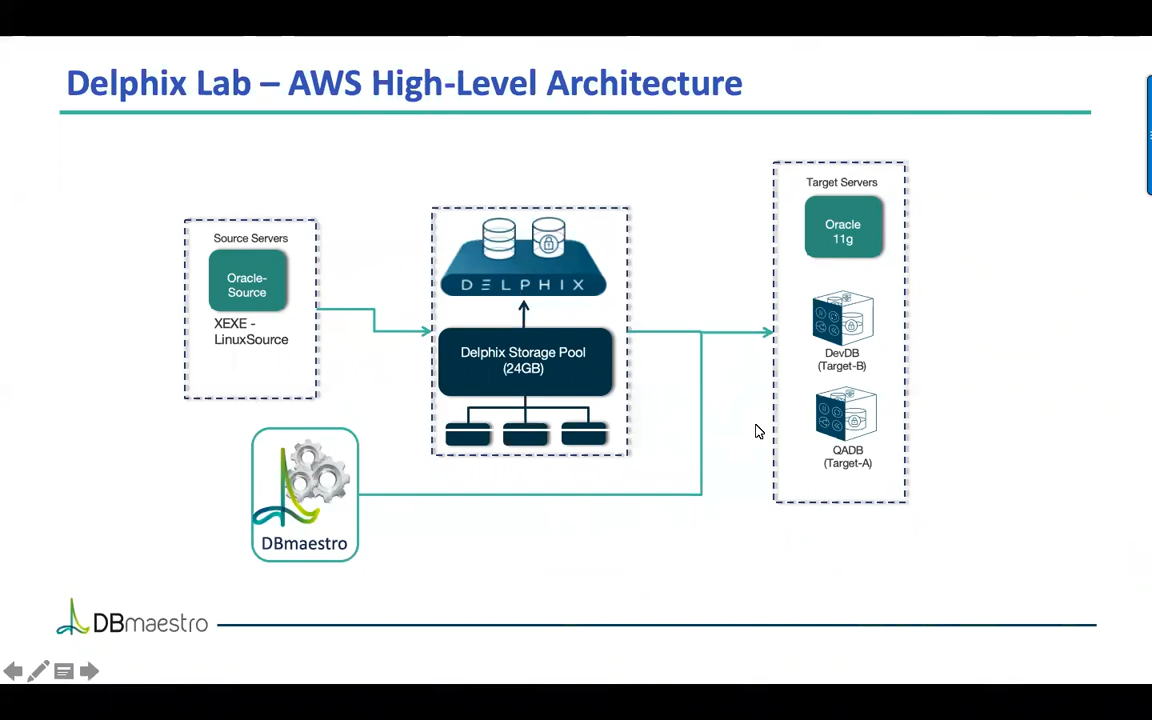 Delphix Lab – AWS High-Level Architecture
Source Servers
Oracle-
Source
XEXE -
LinuxSource
DELPHIX
Delphix Storage Pool
(24GB)
Target Servers
Oracle
11g
DevDB
(Target-B)
QADB
(Target-A)
DBmaestro
DBmaestro